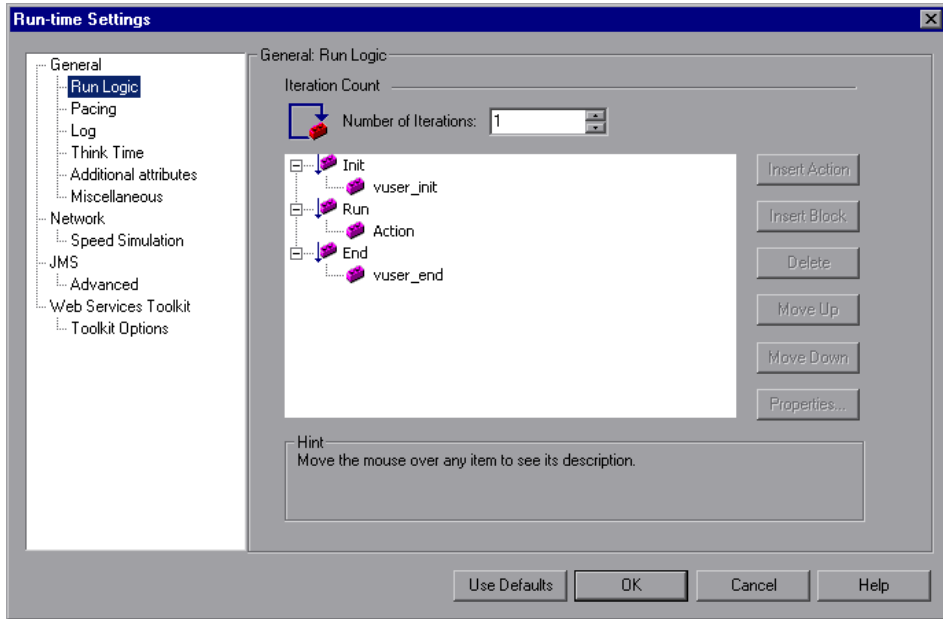 Run-time Settings
General
Run Logic
Pacing
Log
Think Time
Additional attributes
Miscellaneous
Network
Speed Simulation
JMS
Advanced
Web Services Toolkit
Toolkit Options
General: Run Logic
Iteration Count
Number of Iterations: 1
Init
vuser_init
Run
Action
End
vuser_end
Insert Action
Insert Block
Delete
Move Up
Move Down
Properties...
Hint
Move the mouse over any item to see its description.
Use Defaults OK Cancel Help